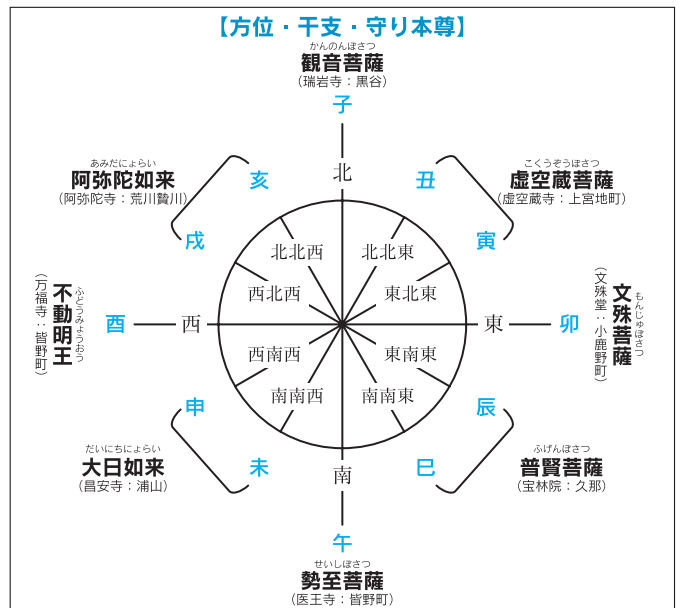 【方位・干支・守り本尊】
かんのんぼさつ
観音菩薩
（瑞岩寺：黒谷）
子
北
あみだにょらい
阿弥陀如来
（阿弥陀寺：荒川贄川）
亥
戌
こくうぞうぼさつ
虚空蔵菩薩
（虚空蔵寺：上宮地町）
丑
寅
北北西
北北東
西北西
東北東
ふどうみょうおう
不動明王
（万福寺：皆野町）
酉
西
東
卯
もんじゅぼさつ
文殊菩薩
（文殊堂：小鹿野町）
西南西
東南東
南南西
南南東
申
未
だいにちにょらい
大日如来
（昌安寺：浦山）
辰
巳
ふげんぼさつ
普賢菩薩
（宝林院：久那）
南
午
せいしぼさつ
勢至菩薩
（医王寺：皆野町）